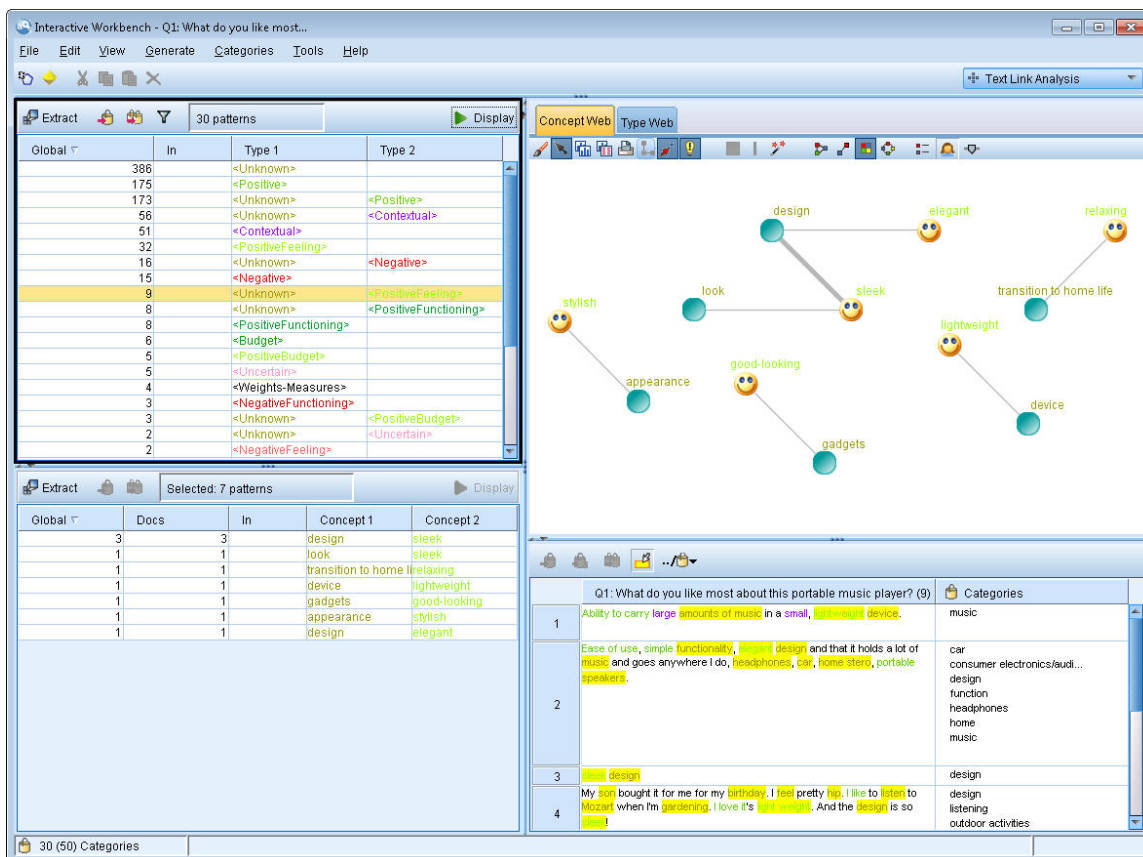 Interactive Workbench - Q1: What do you like most...
File Edit View Generate Categories Tools Help
Text Link Analysis
Extract 30 patterns Display
Global In Type 1 Type 2
386 <Unknown>
175 <Positive>
173 <Unknown> <Positive>
56 <Unknown> <Contextual>
51 <Contextual>
32 <PositiveFeeling>
16 <Unknown> <Negative>
15 <Negative>
9 <Unknown> <PositiveFeeling>
8 <Unknown> <PositiveFunctioning>
8 <PositiveFunctioning>
6 <Budget>
5 <PositiveBudget>
5 <Uncertain>
4 <Weights-Measures>
3 <NegativeFunctioning>
3 <Unknown> <PositiveBudget>
2 <Unknown> <Uncertain>
2 <NegativeFeeling>
Extract Selected: 7 patterns Display
Global Docs In Concept 1 Concept 2
3 3 design sleek
1 1 look sleek
1 1 transition to home li relaxing
1 1 device lightweight
1 1 gadgets good-looking
1 1 appearance stylish
1 1 design elegant
Concept Web Type Web
design elegant relaxing
look sleek transition to home life
stylish
lightweight
good-looking
appearance
device
gadgets
../
Q1: What do you like most about this portable music player? (9) Categories
1 Ability to carry large amounts of music in a small, lightweight device. music
2 Ease of use, simple functionality, elegant design and that it holds a lot of
music and goes anywhere I do, headphones, car, home stero, portable
speakers.
car
consumer electronics/audi...
design
function
headphones
home
music
3 sleek design design
4 My son bought it for me for my birthday. I feel pretty hip. I like to listen to
Mozart when I'm gardening. I love it's light weight. And the design is so
sleek!
design
listening
outdoor activities
30 (50) Categories